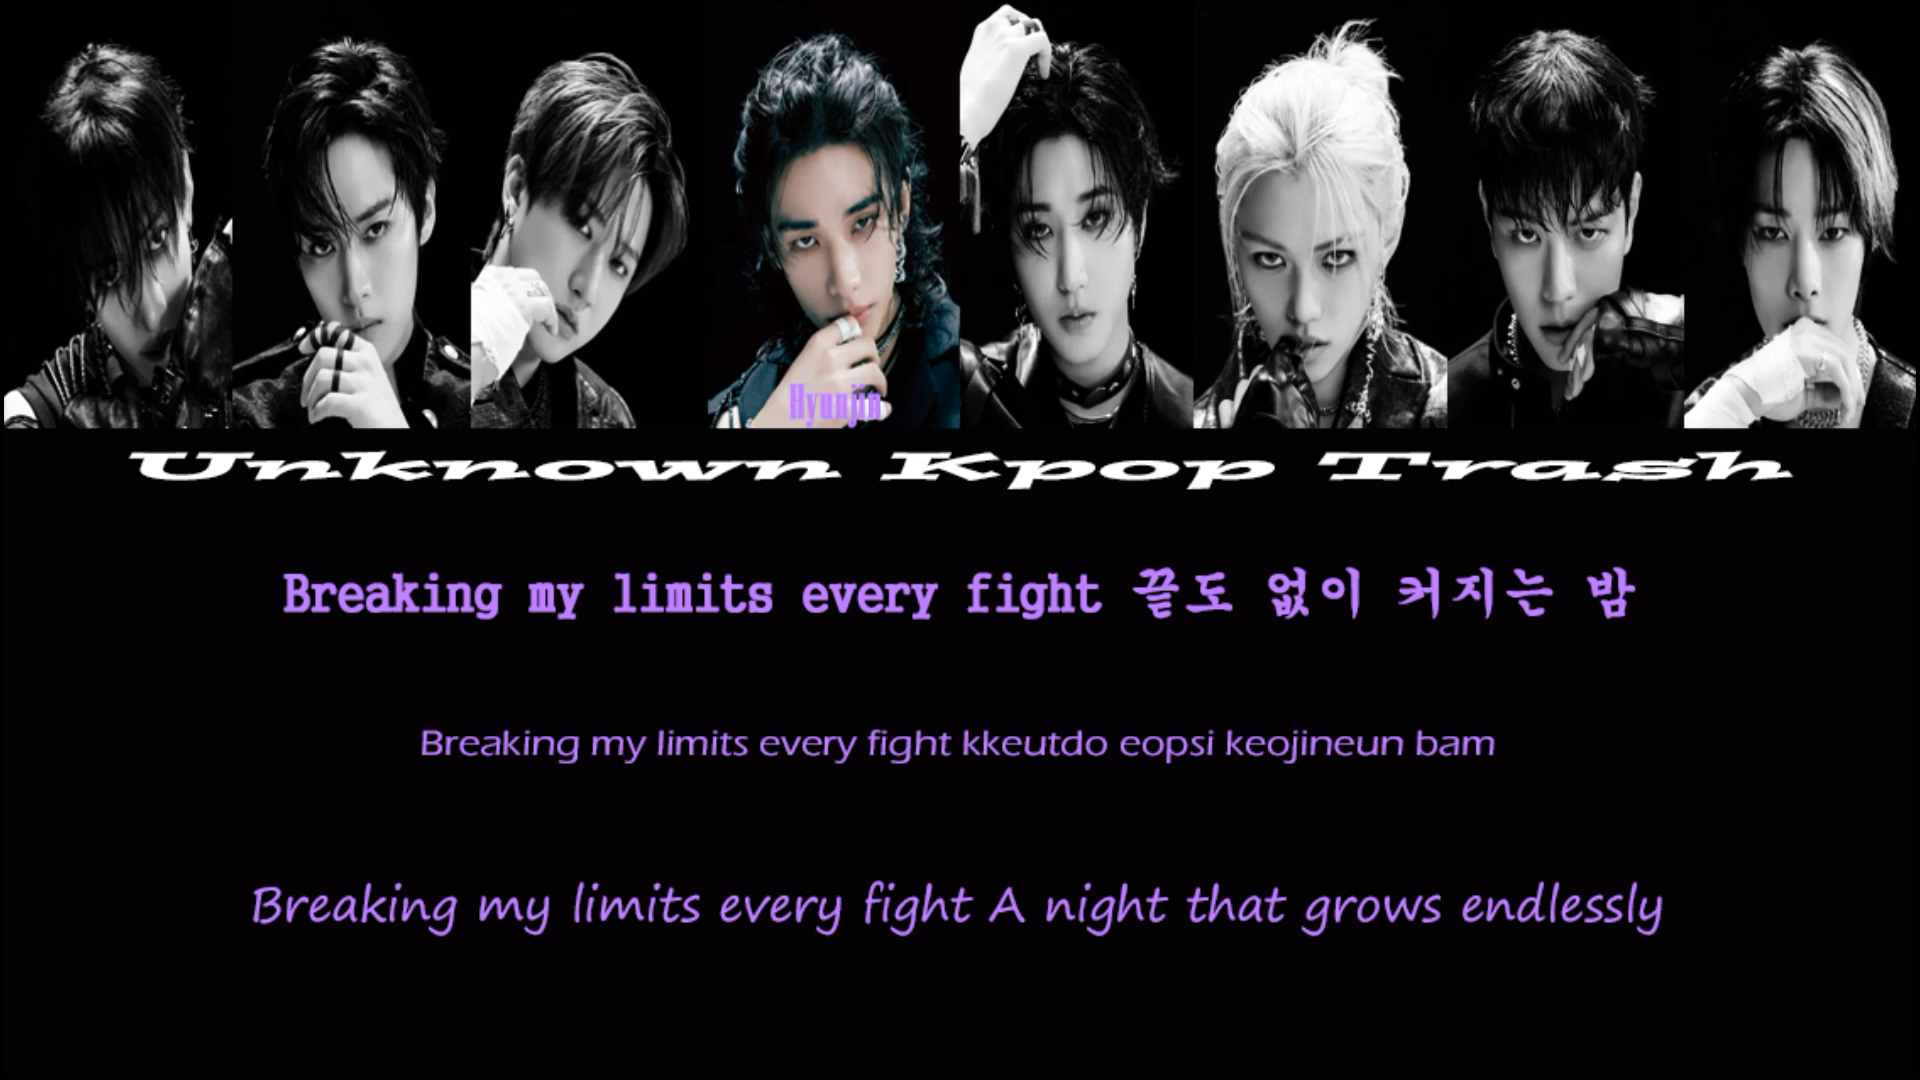 Hyunjin
Unknown Kpop Trash
Breaking my limits every fight 끝도 없이 커지는 밤
Breaking my limits every fight kkeutdo eopsi keojineun bam
Breaking my limits every fight A night that grows endlessly